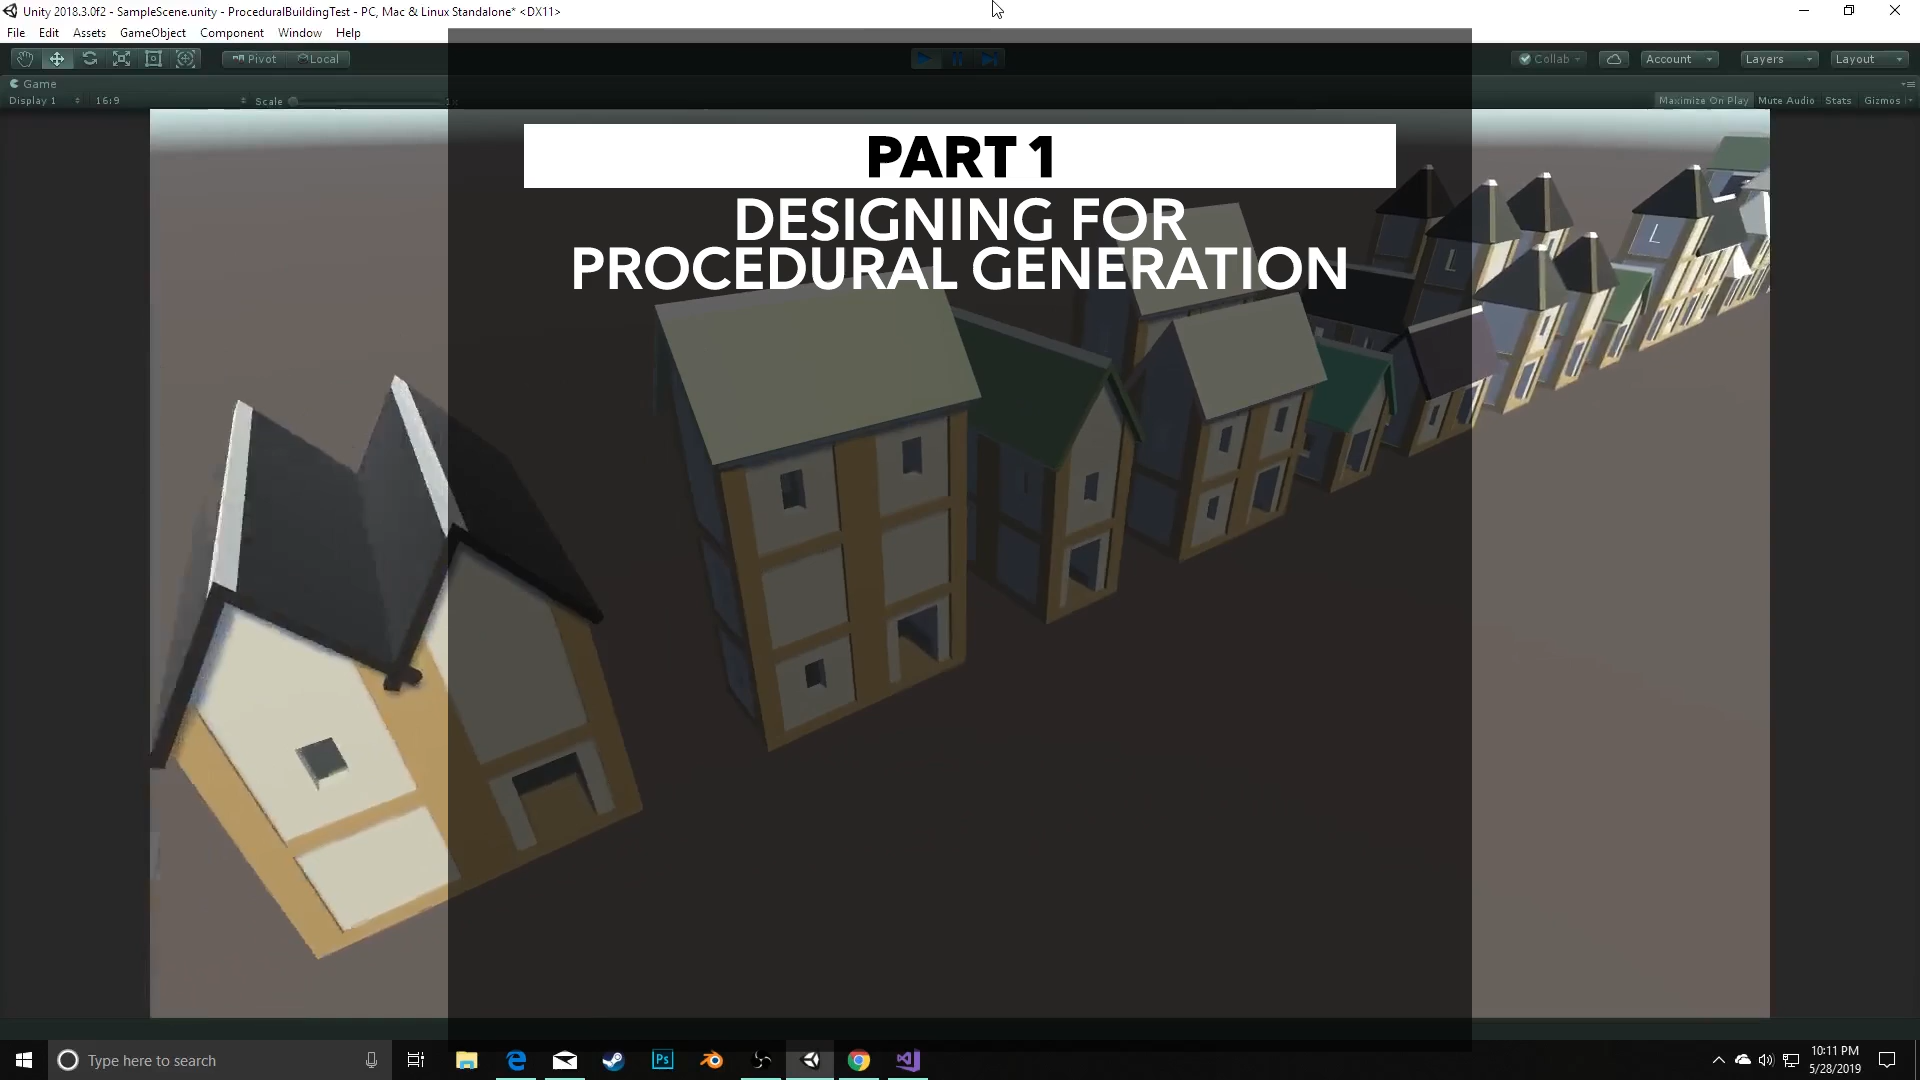 Unity 2018.3.0f2 - SampleScene.unity - ProceduralBuildingTest - PC, Mac & Linux Standalone* <DX11>
File Edit Assets GameObject Component Window Help
Pivot Local Collab Account Layers Layout
Game
Display 1 16:9 Scale 1x Maximize On Play Mute Audio Stats Gizmos
PART 1
DESIGNING FOR
PROCEDURAL GENERATION
L
L
Type here to search
Ps
10:11 PM
5/28/2019